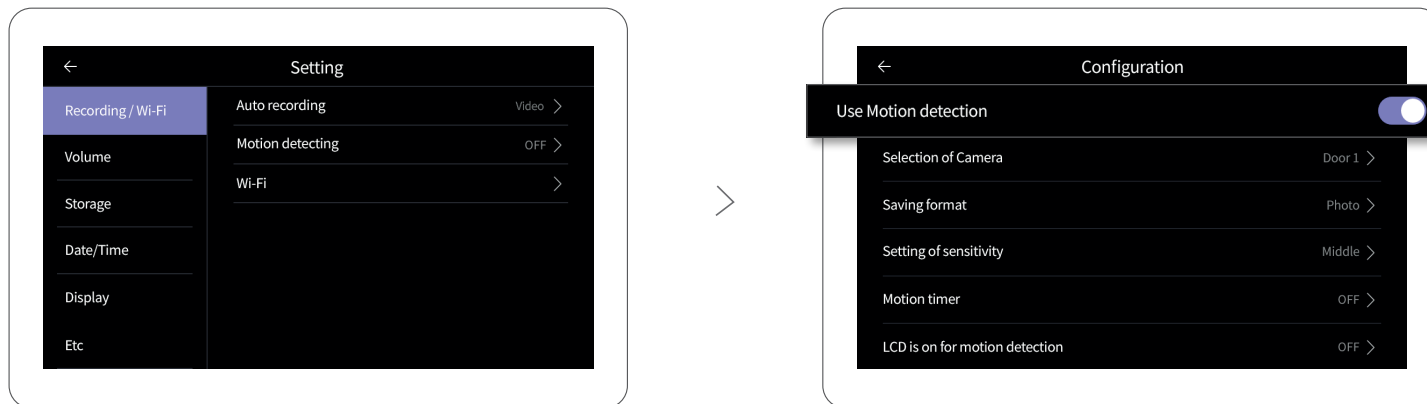 Setting
Recording / Wi-Fi
Volume
Storage
Date/Time
Display
Etc
Auto recording Video
Motion detecting OFF
Wi-Fi
Configuration
Use Motion detection
Selection of Camera Door 1
Saving format Photo
Setting of sensitivity Middle
Motion timer OFF
LCD is on for motion detection OFF